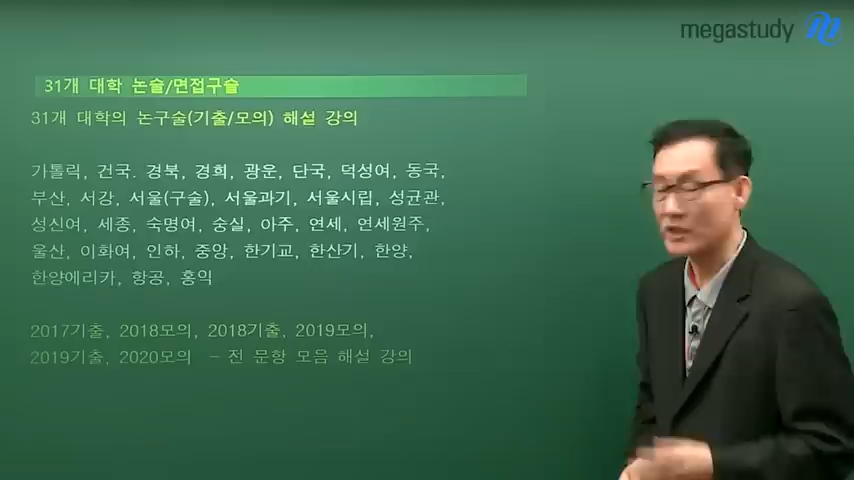 megastudy
31개 대학 논술/면접구술
31개 대학의 논구술(기출/모의) 해설 강의
가톨릭, 건국. 경북, 경희, 광운, 단국, 덕성여, 동국,
부산, 서강, 서울(구술), 서울과기, 서울시립, 성균관,
성신여, 세종, 숙명여, 숭실, 아주, 연세, 연세원주,
울산, 이화여, 인하, 중앙, 한기교, 한산기, 한양,
한양에리카, 항공, 홍익
2017기출, 2018모의, 2018기출, 2019모의,
2019기출, 2020모의 - 전 문항 모음 해설 강의